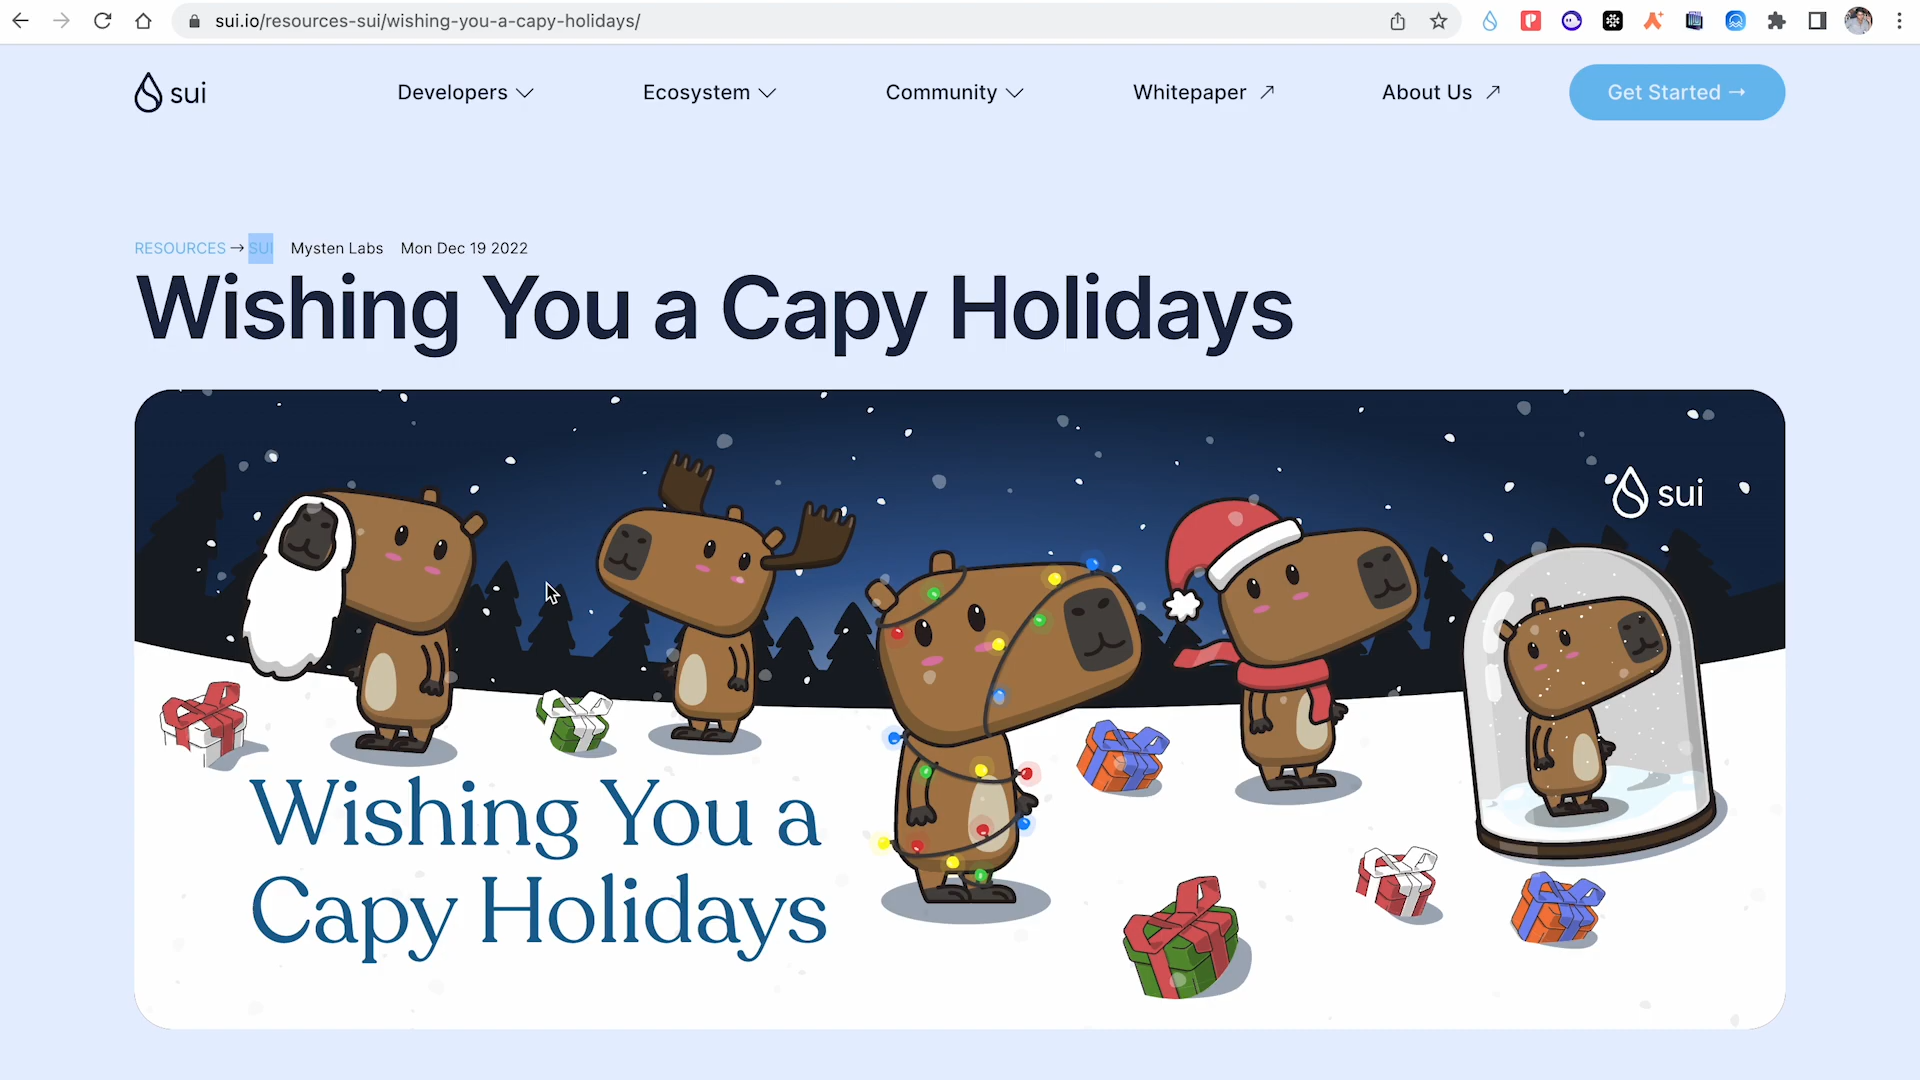 sui.io/resources-sui/wishing-you-a-capy-holidays/
sui
Developers
Ecosystem
Community
Whitepaper ↗
About Us ↗
Get Started →
RESOURCES → SUI Mysten Labs Mon Dec 19 2022
Wishing You a Capy Holidays
sui
Wishing You a
Capy Holidays